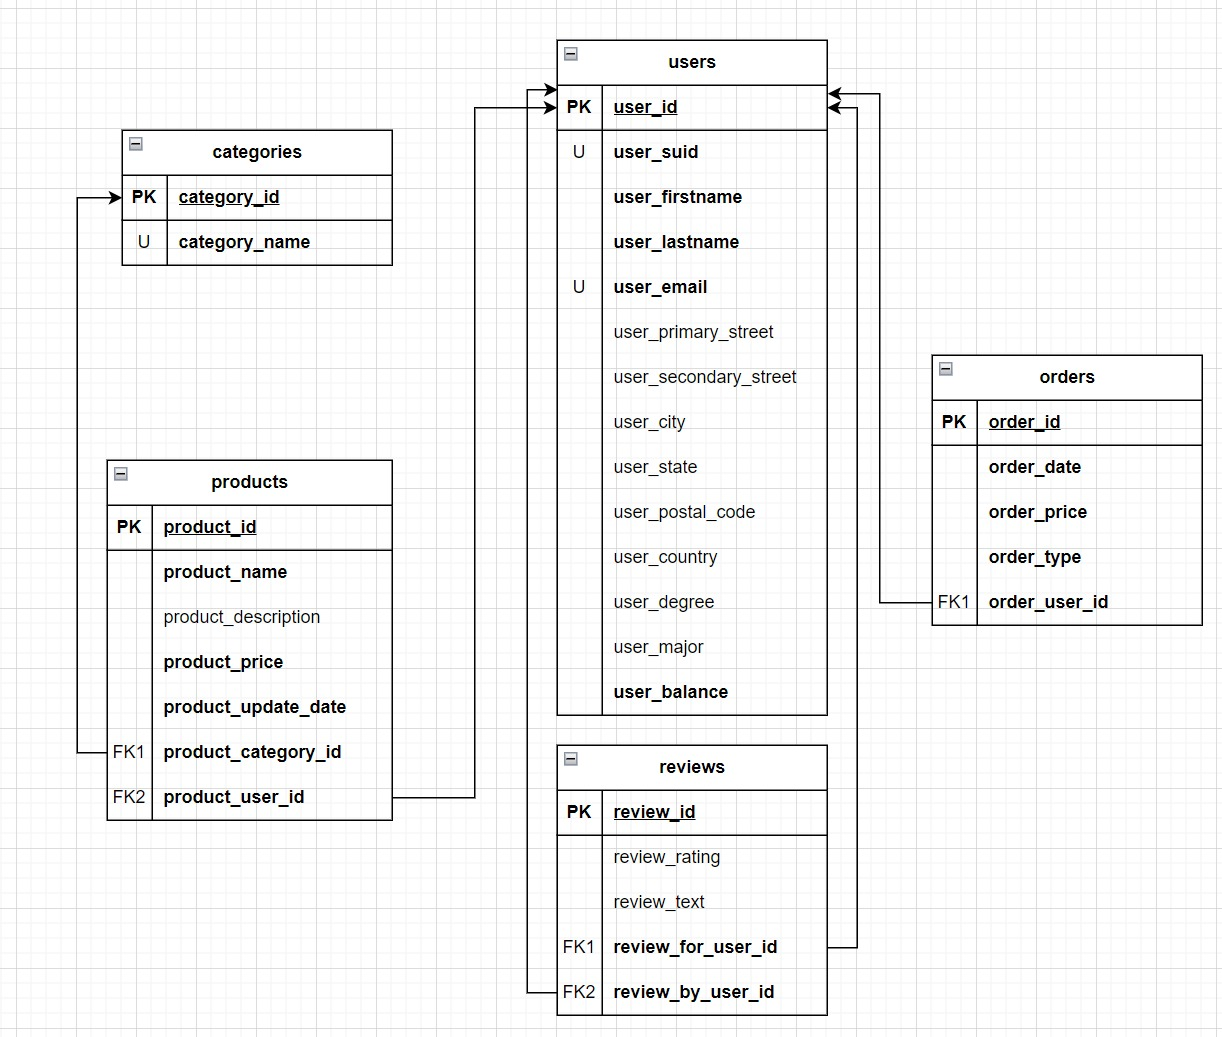 users
PK user_id
U user_suid
user_firstname
user_lastname
U user_email
user_primary_street
user_secondary_street
user_city
user_state
user_postal_code
user_country
user_degree
user_major
user_balance
categories
PK category_id
U category_name
products
PK product_id
product_name
product_description
product_price
product_update_date
FK1 product_category_id
FK2 product_user_id
reviews
PK review_id
review_rating
review_text
FK1 review_for_user_id
FK2 review_by_user_id
orders
PK order_id
order_date
order_price
order_type
FK1 order_user_id